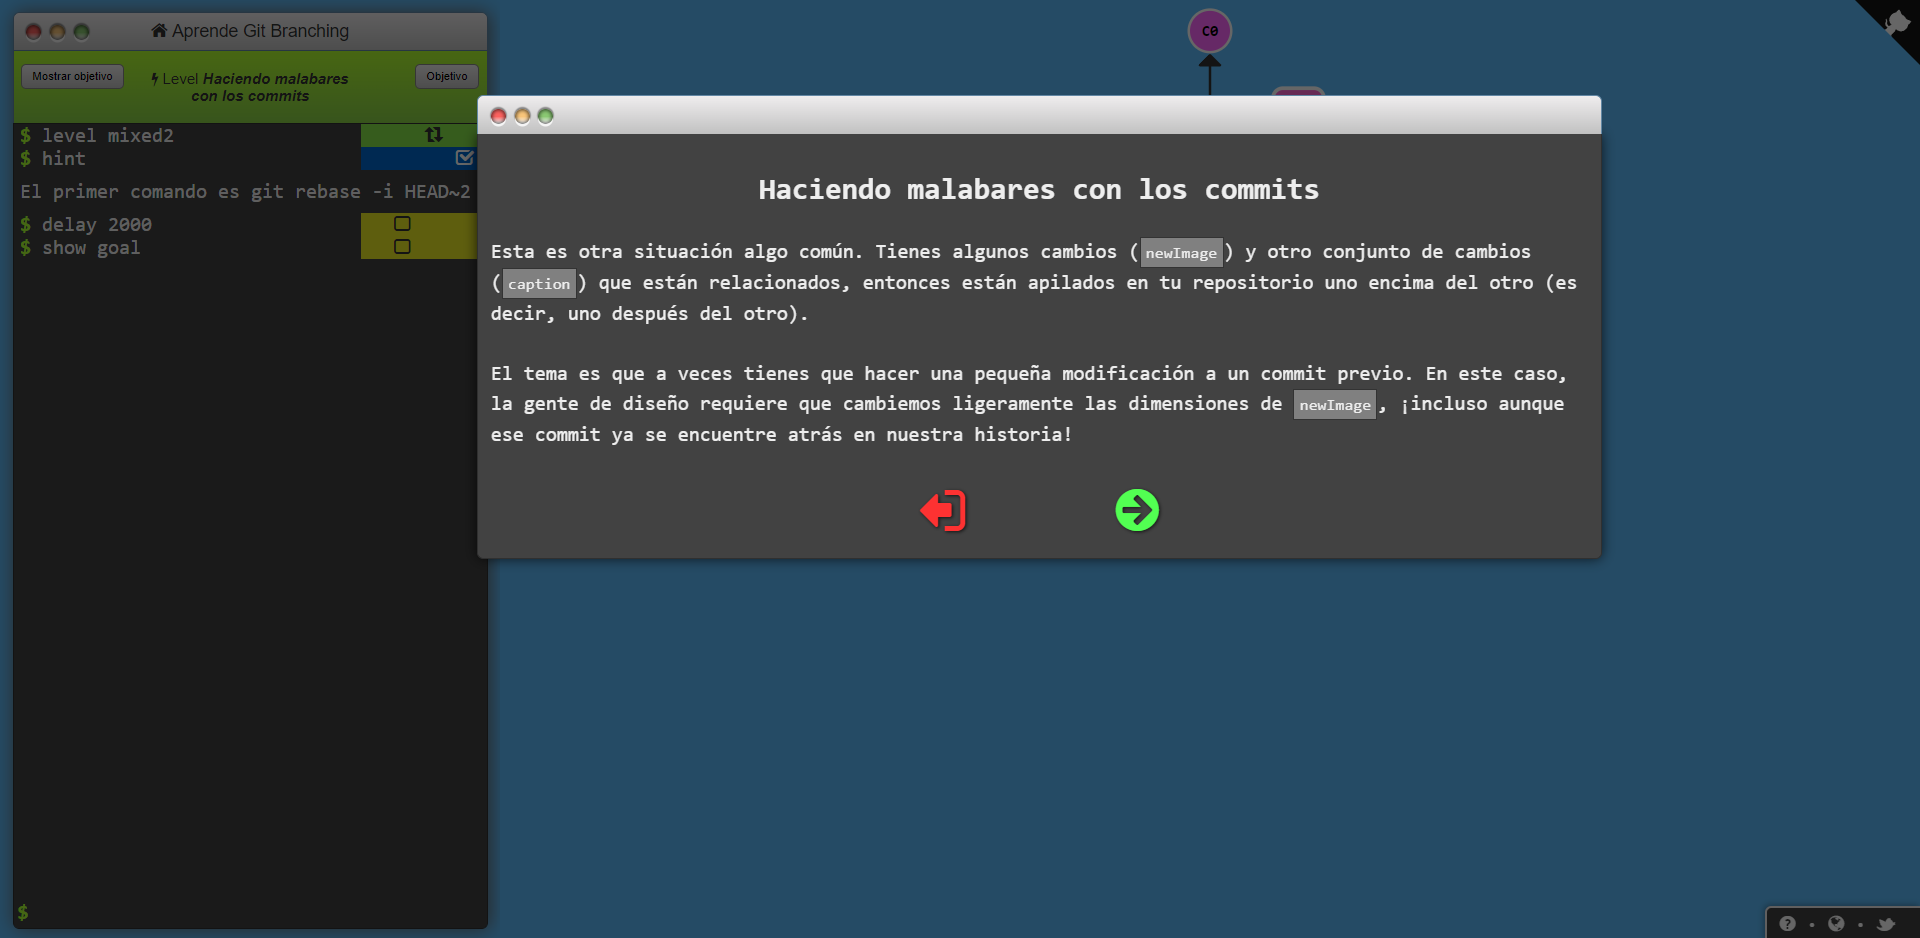 Aprende Git Branching
Mostrar objetivo
Level Haciendo malabares
con los commits
Objetivo
$ level mixed2
$ hint
El primer comando es git rebase -i HEAD~2
$ delay 2000
$ show goal
$
C0
Haciendo malabares con los commits
Esta es otra situación algo común. Tienes algunos cambios (newImage) y otro conjunto de cambios
(caption) que están relacionados, entonces están apilados en tu repositorio uno encima del otro (es
decir, uno después del otro).
El tema es que a veces tienes que hacer una pequeña modificación a un commit previo. En este caso,
la gente de diseño requiere que cambiemos ligeramente las dimensiones de newImage, ¡incluso aunque
ese commit ya se encuentre atrás en nuestra historia!